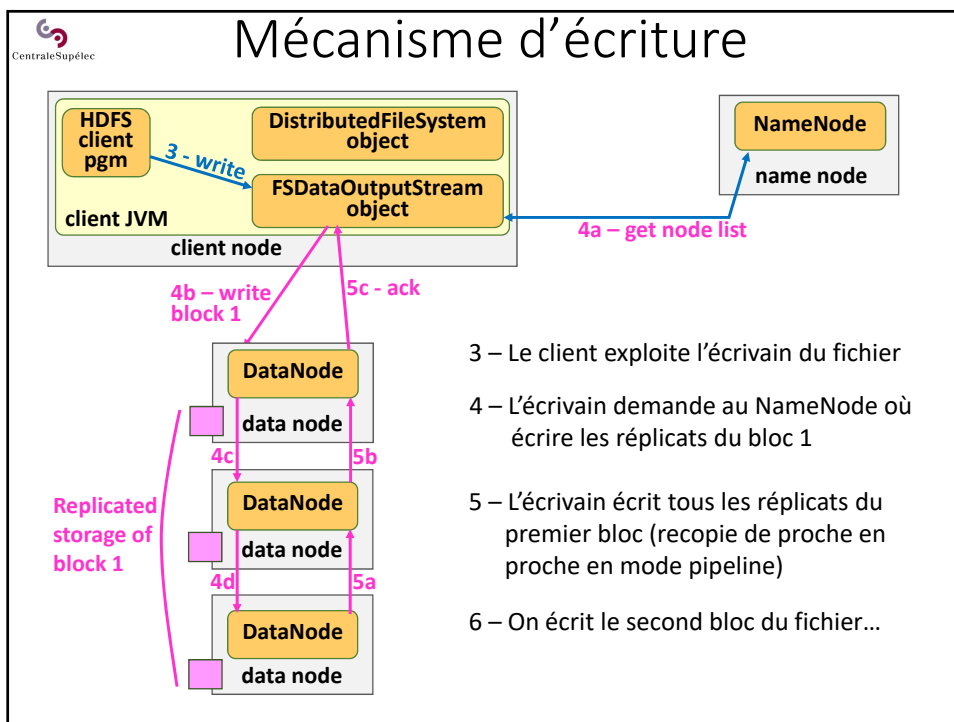 CentraleSupélec
Mécanisme d'écriture
HDFS
client
pgm
DistributedFileSystem
object
3 - write
FSDataOutputStream
object
client JVM
client node
NameNode
name node
4a – get node list
4b – write
block 1
5c - ack
DataNode
data node
4c
5b
DataNode
data node
4d
5a
DataNode
data node
Replicated
storage of
block 1
3 – Le client exploite l'écrivain du fichier
4 – L'écrivain demande au NameNode où
écrire les réplicats du bloc 1
5 – L'écrivain écrit tous les réplicats du
premier bloc (recopie de proche en
proche en mode pipeline)
6 – On écrit le second bloc du fichier…